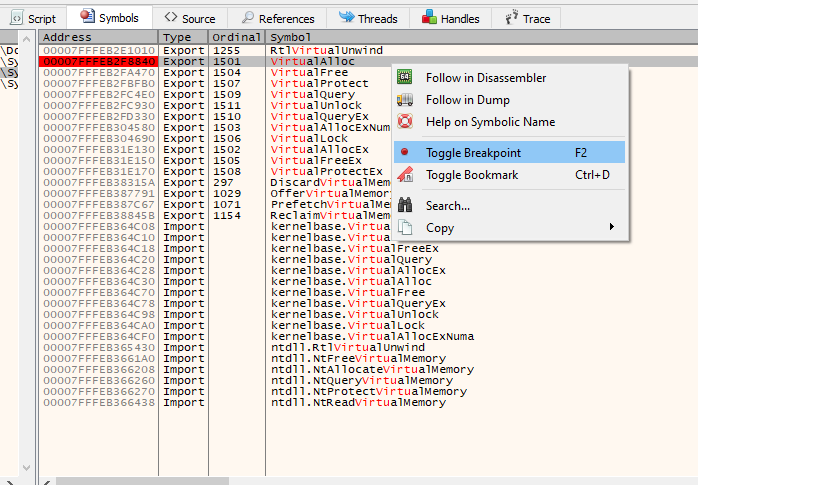 Script Symbols Source References Threads Handles Trace
Address Type Ordinal Symbol
00007FFFEB2E1010 Export 1255 RtlVirtualUnwind
00007FFFEB2F8840 Export 1501 VirtualAlloc
00007FFFEB2FA470 Export 1504 VirtualFree
00007FFFEB2FBFB0 Export 1507 VirtualProtect
00007FFFEB2FC4E0 Export 1509 VirtualQuery
00007FFFEB2FC930 Export 1511 VirtualUnlock
00007FFFEB2FD330 Export 1510 VirtualQueryEx
00007FFFEB304580 Export 1503 VirtualAllocExNum
00007FFFEB304690 Export 1506 VirtualLock
00007FFFEB31E130 Export 1502 VirtualAllocEx
00007FFFEB31E150 Export 1505 VirtualFreeEx
00007FFFEB31E170 Export 1508 VirtualProtectEx
00007FFFEB38315A Export 297 DiscardVirtualMem
00007FFFEB387791 Export 1029 OfferVirtualMemory
00007FFFEB387C67 Export 1071 PrefetchVirtualMe
00007FFFEB38845B Export 1154 ReclaimVirtualMem
00007FFFEB364C08 Import kernelbase.Virtua
00007FFFEB364C10 Import kernelbase.Virtua
00007FFFEB364C18 Import kernelbase.VirtualFreeEx
00007FFFEB364C20 Import kernelbase.VirtualQuery
00007FFFEB364C28 Import kernelbase.VirtualAllocEx
00007FFFEB364C30 Import kernelbase.VirtualAlloc
00007FFFEB364C70 Import kernelbase.VirtualFree
00007FFFEB364C78 Import kernelbase.VirtualQueryEx
00007FFFEB364C98 Import kernelbase.VirtualUnlock
00007FFFEB364CA0 Import kernelbase.VirtualLock
00007FFFEB364CF0 Import kernelbase.VirtualAllocExNuma
00007FFFEB365430 Import ntdll.RtlVirtualUnwind
00007FFFEB3661A0 Import ntdll.NtFreeVirtualMemory
00007FFFEB366208 Import ntdll.NtAllocateVirtualMemory
00007FFFEB366260 Import ntdll.NtQueryVirtualMemory
00007FFFEB366270 Import ntdll.NtProtectVirtualMemory
00007FFFEB366438 Import ntdll.NtReadVirtualMemory
\Do
\Sy
\Sy
\Sy
Follow in Disassembler
Follow in Dump
Help on Symbolic Name
Toggle Breakpoint F2
Toggle Bookmark Ctrl+D
Search...
Copy